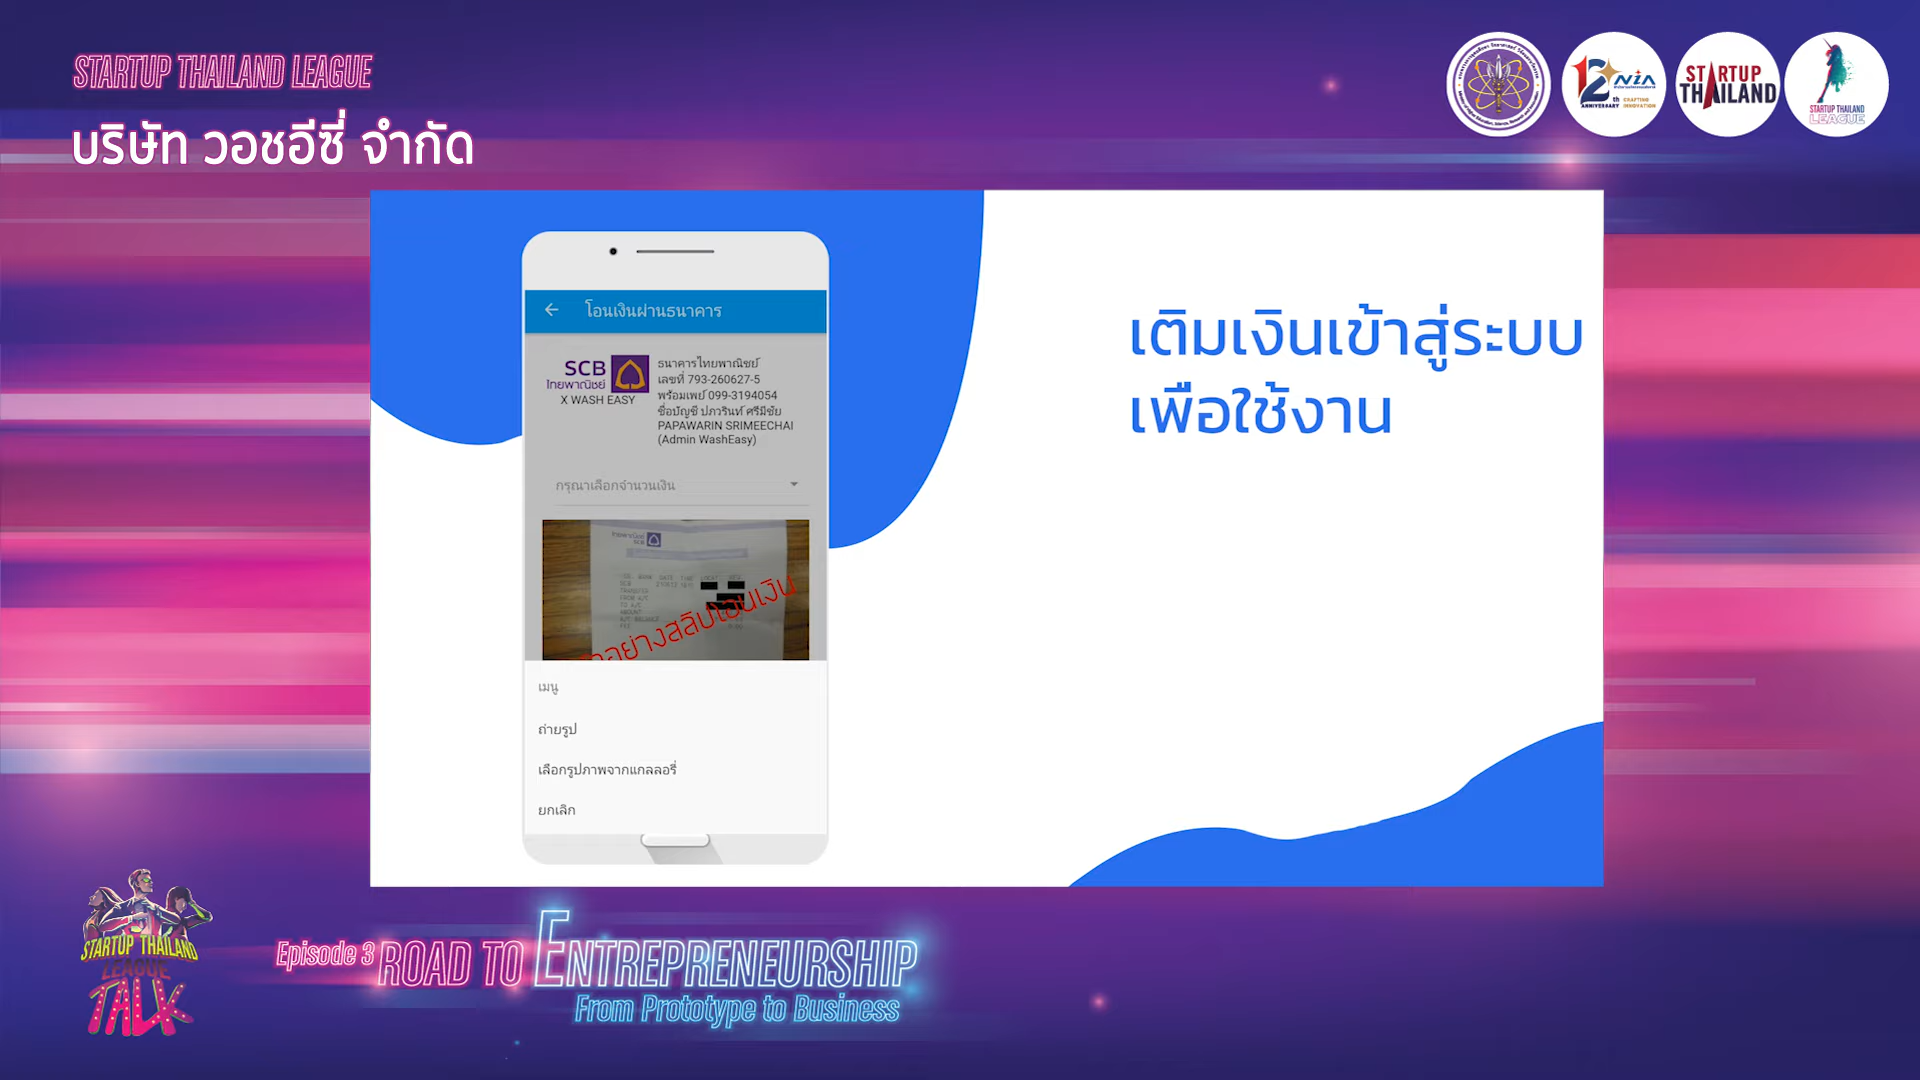 STARTUP THAILAND LEAGUE
บริษัท วอชอีซี่ จำกัด
12th ANNIVERSARY
NIA
CRAFTING INNOVATION
STARTUP THAILAND
STARTUP THAILAND LEAGUE
โอนเงินผ่านธนาคาร
SCB
ไทยพาณิชย์
X WASH EASY
ธนาคารไทยพาณิชย์
เลขที่ 793-260627-5
พร้อมเพย์ 099-3194054
ชื่อบัญชี ปภวรินท์ ศรีมีชัย
PAPAWARIN SRIMEECHAI
(Admin WashEasy)
กรุณาเลือกจำนวนเงิน
อย่างสลิปโอนเงิน
เมนู
ถ่ายรูป
เลือกรูปภาพจากแกลลอรี่
ยกเลิก
เติมเงินเข้าสู่ระบบ
เพือใช้งาน
STARTUP THAILAND
LEAGUE
TALK
Episode 3 ROAD TO ENTREPRENEURSHIP
From Prototype to Business